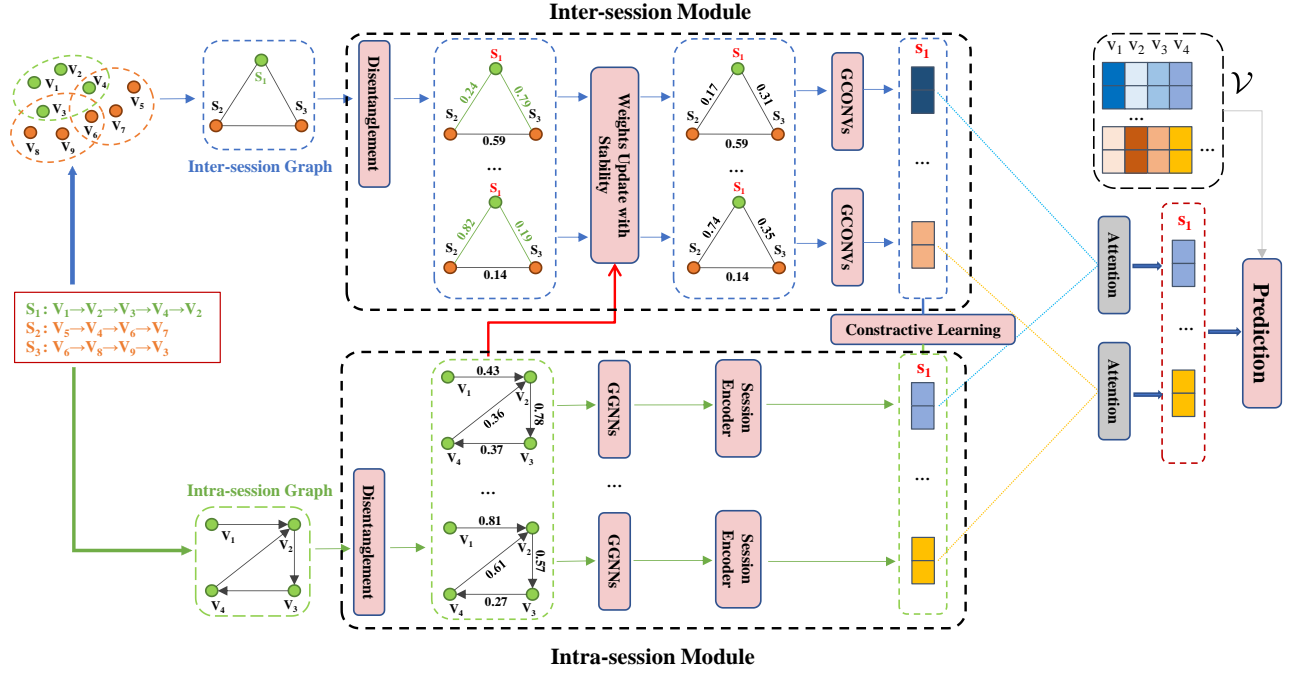 Inter-session Module
V1
V2
V4
V3
V5
V6
V7
V8
V9
S1
S2
S3
Inter-session Graph
Disentanglement
S1
0.24
0.79
S2
S3
0.59
...
S1
0.82
0.19
S2
S3
0.14
Weights Update with
Stability
S1
0.17
0.31
S2
S3
0.59
...
S1
0.74
0.35
S2
S3
0.14
GCONVs
GCONVs
s1
...
V1 V2 V3 V4
...
...
𝒱
S1: V1→V2→V3→V4→V2
S2: V5→V4→V6→V7
S3: V6→V8→V9→V3
Constractive Learning
Attention
Attention
s1
...
Prediction
Intra-session Graph
V1
V2
V4
V3
Disentanglement
0.43
V1
V2
0.36
0.78
0.37
V4
V3
...
0.81
V1
V2
0.61
0.57
0.27
V4
V3
GGNNs
...
GGNNs
Session
Encoder
...
Session
Encoder
s1
...
Intra-session Module